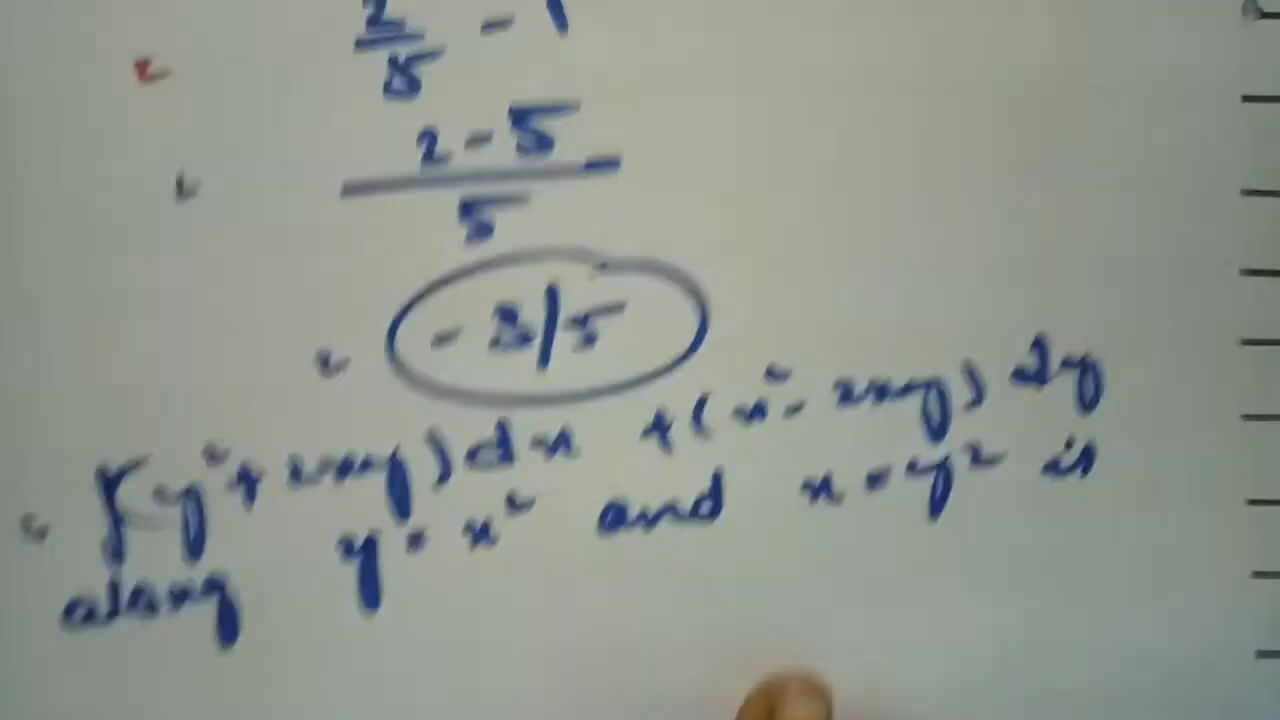 2/5 - 1
= (2 - 5)/5
= - 3/5
∫(y² + 2xy)dx + (x² - 2xy) dy
along y = x² and x = y² is